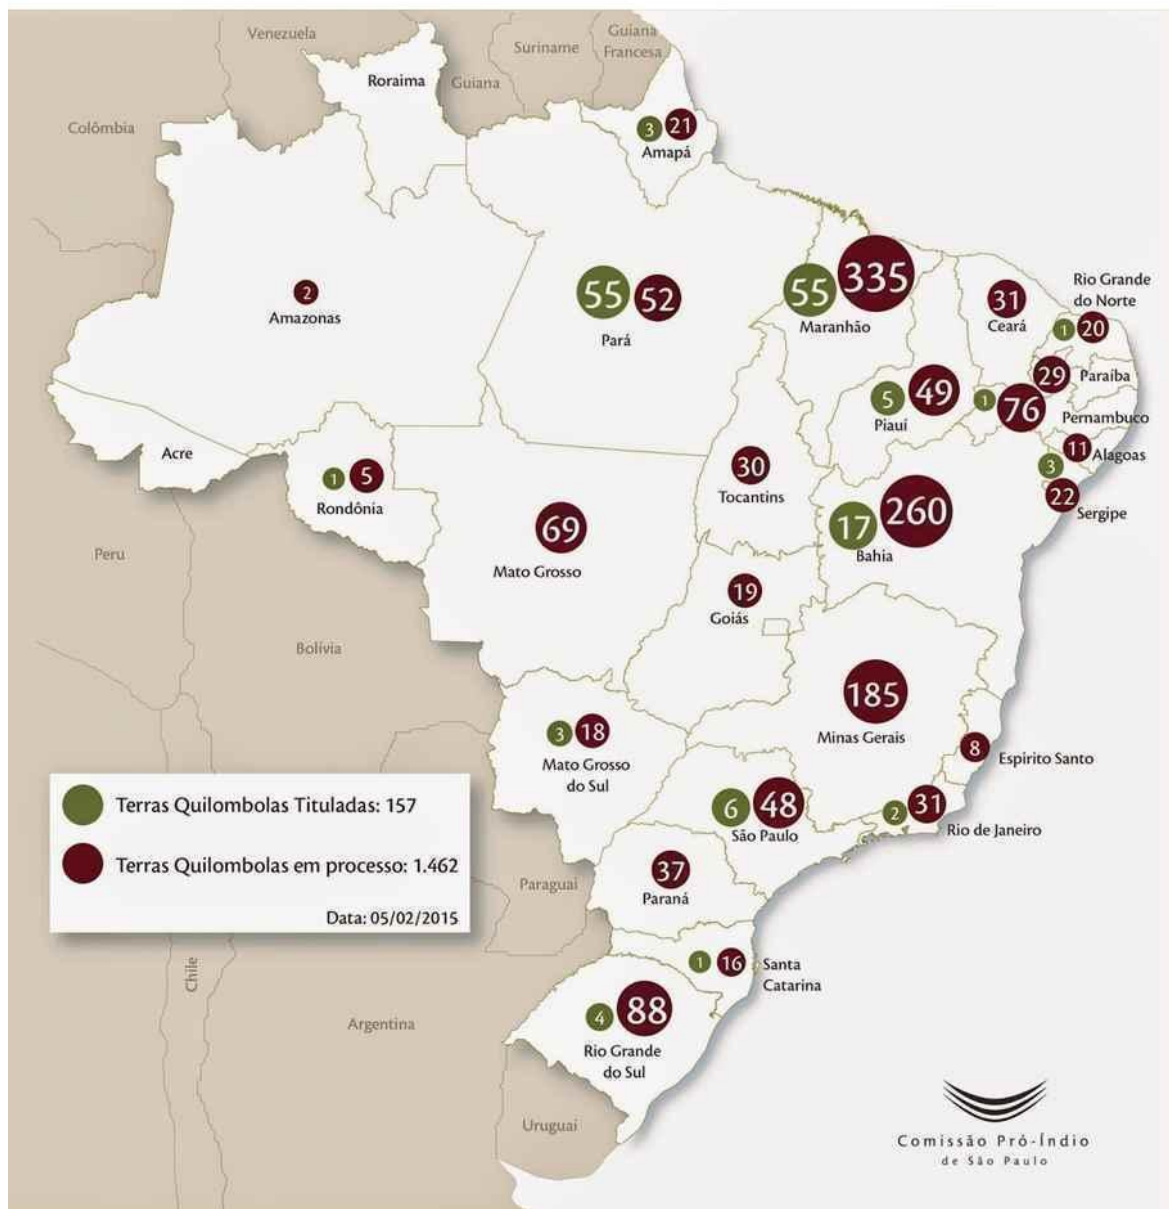 Venezuela
Suriname
Guiana
Francesa
Guiana
Roraima
Colômbia
3 21
Amapá
2
Amazonas
55 52
Pará
55 335
Maranhão
31
Ceará
Rio Grande
do Norte
1 20
29
Paraíba
5 49
Piauí
1 76
Pernambuco
11
Alagoas
3
22
Sergipe
Acre
1 5
Rondônia
30
Tocantins
17 260
Bahia
69
Mato Grosso
Peru
19
Goiás
Bolívia
185
Minas Gerais
3 18
Mato Grosso
do Sul
8
Espírito Santo
6 48
São Paulo
2 31
Rio de Janeiro
Terras Quilombolas Tituladas: 157
Terras Quilombolas em processo: 1.462
Data: 05/02/2015
37
Paraná
Paraguai
Chile
1 16
Santa
Catarina
4 88
Rio Grande
do Sul
Argentina
Uruguai
Comissão Pró-Índio
de São Paulo